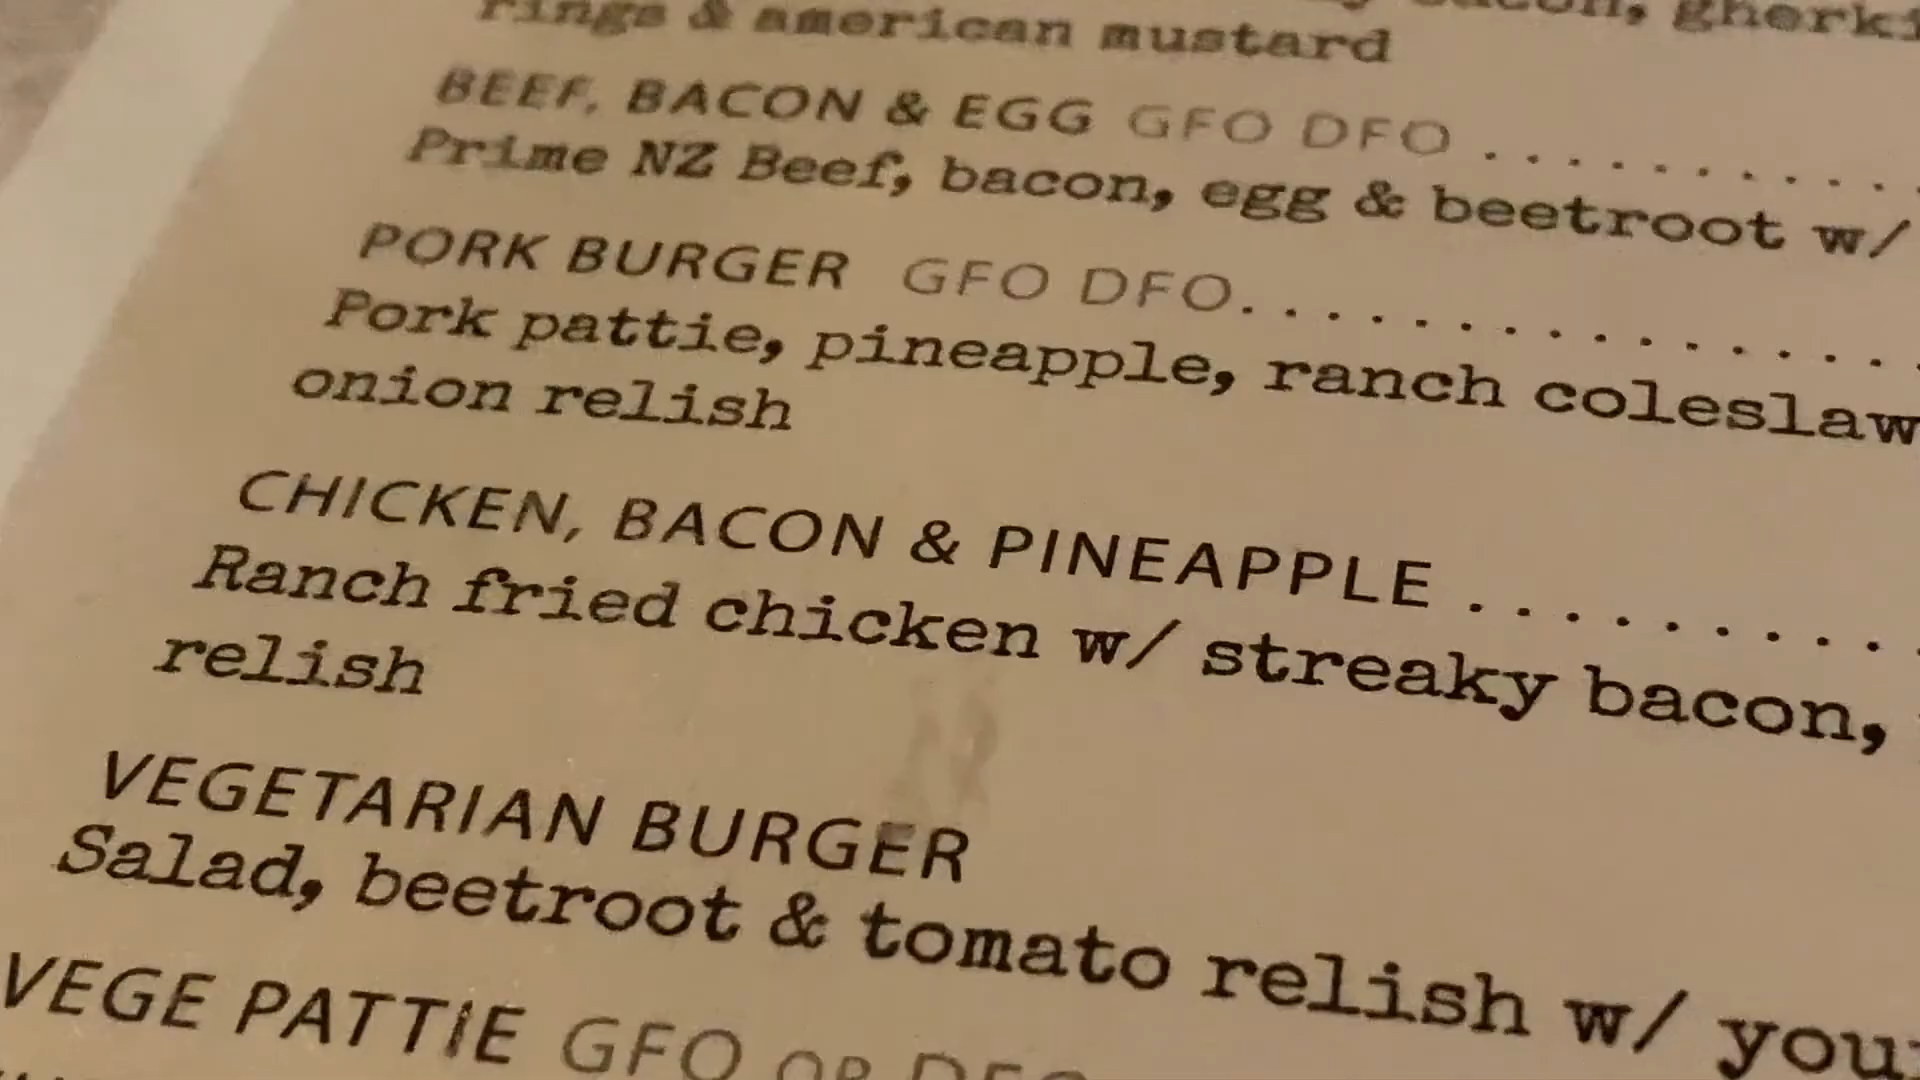 rings & american mustard
BEEF, BACON & EGG GFO DFO ..........
Prime NZ Beef, bacon, egg & beetroot w/
PORK BURGER GFO DFO................
Pork pattie, pineapple, ranch coleslaw
onion relish
CHICKEN, BACON & PINEAPPLE ..........
Ranch fried chicken w/ streaky bacon,
relish
VEGETARIAN BURGER
Salad, beetroot & tomato relish w/
VEGE PATTIE GFO